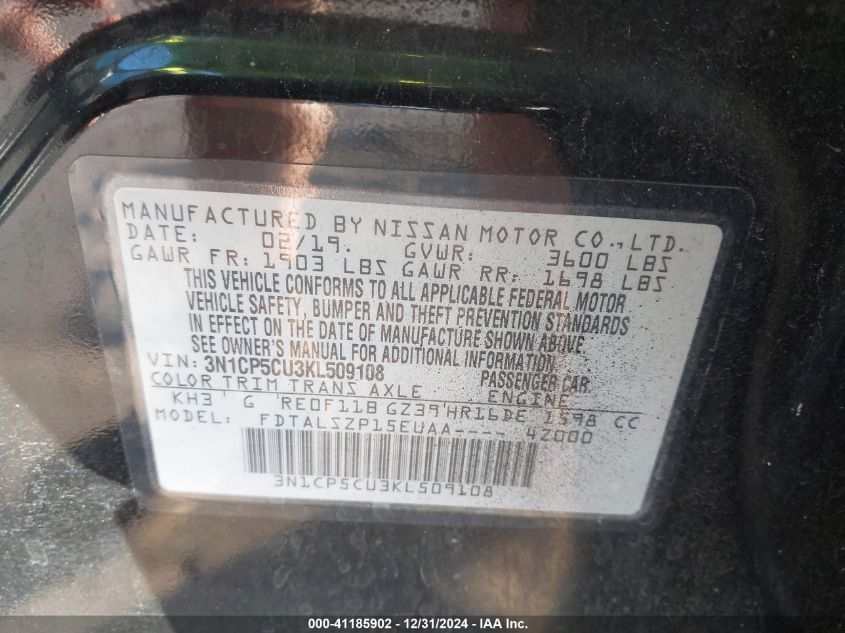 MANUFACTURED BY NISSAN MOTOR CO., LTD.
DATE: 02/19. GVWR: 3600 LBS
GAWR FR: 1903 LBS GAWR RR: 1698 LBS
THIS VEHICLE CONFORMS TO ALL APPLICABLE FEDERAL MOTOR
VEHICLE SAFETY, BUMPER AND THEFT PREVENTION STANDARDS
IN EFFECT ON THE DATE OF MANUFACTURE SHOWN ABOVE.
SEE OWNER'S MANUAL FOR ADDITIONAL INFORMATION.
VIN: 3N1CP5CU3KL509108 PASSENGER CAR
COLOR TRIM TRANS AXLE ENGINE
KH3 G RE0F11B GZ39 HR16DE 1598 CC
MODEL: FDTALSZP15EUAA---- 4Z000
3N1CP5CU3KL509108
000-41185902 - 12/31/2024 - IAA Inc.